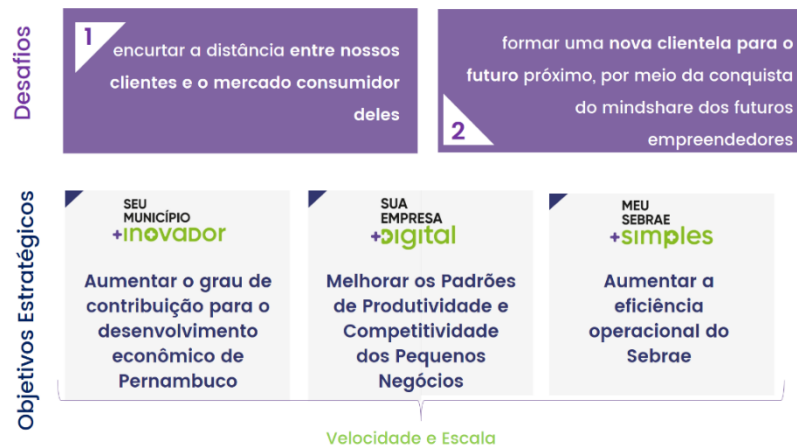 Desafios
1
encurtar a distância entre nossos
clientes e o mercado consumidor
deles
formar uma nova clientela para o
futuro próximo, por meio da conquista
do mindshare dos futuros
empreendedores
2
Objetivos Estratégicos
SEU
MUNICÍPIO
+inovador
Aumentar o grau de
contribuição para o
desenvolvimento
econômico de
Pernambuco
SUA
EMPRESA
+Digital
Melhorar os Padrões
de Produtividade e
Competitividade
dos Pequenos
Negócios
MEU
SEBRAE
+simples
Aumentar a
eficiência
operacional do
Sebrae
Velocidade e Escala